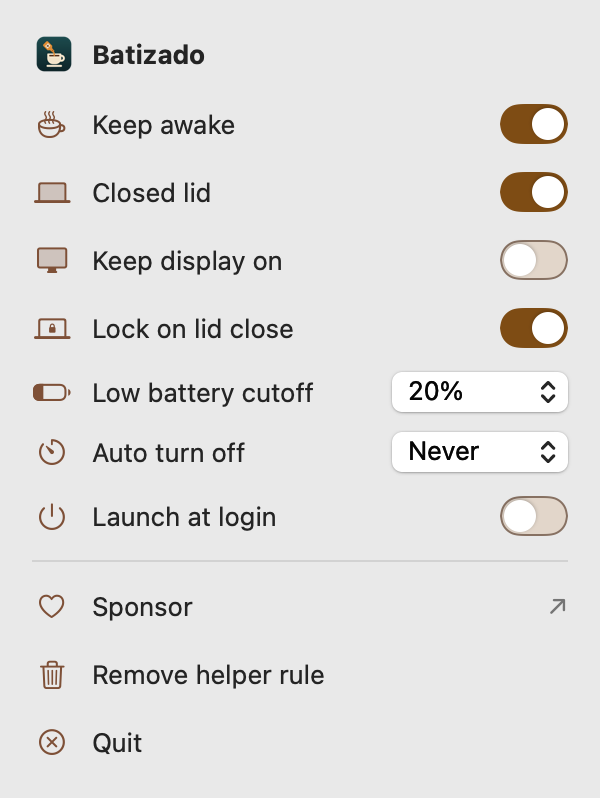 Batizado
Keep awake
Closed lid
Keep display on
Lock on lid close
Low battery cutoff 20%
Auto turn off Never
Launch at login
Sponsor
Remove helper rule
Quit